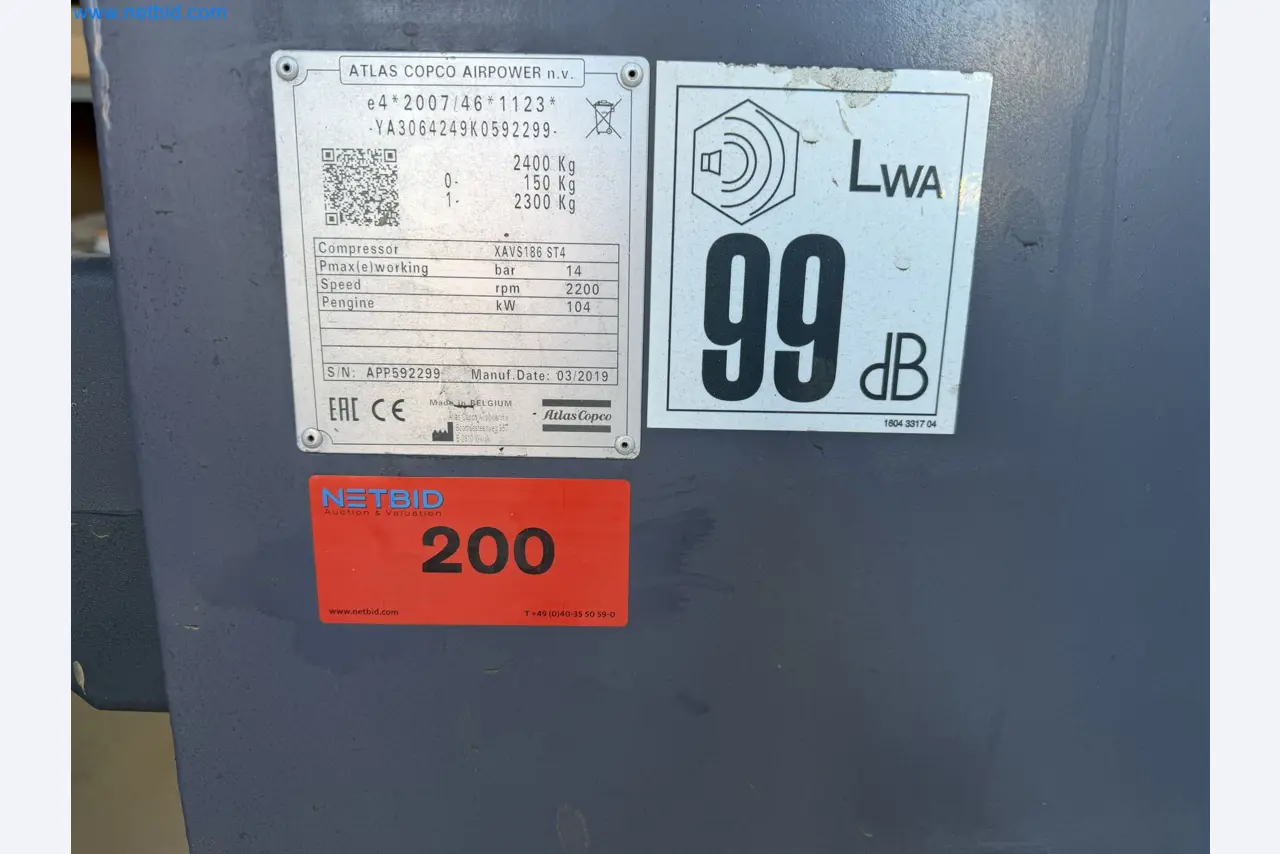 www.netbid.com
ATLAS COPCO AIRPOWER n.v.
e4*2007/46*1123*
-YA3064249K0592299-
2400 Kg
0- 150 Kg
1- 2300 Kg
Compressor XAVS186 ST4
Pmax(e)working bar 14
Speed rpm 2200
Pengine kW 104
S/N: APP592299 Manuf.Date: 03/2019
EAC CE Made in BELGIUM
Atlas Copco
LWA
99
dB
1604 3317 04
NETBID
Auction & Valuation
200
www.netbid.com T +49 (0)40-35 50 59-0